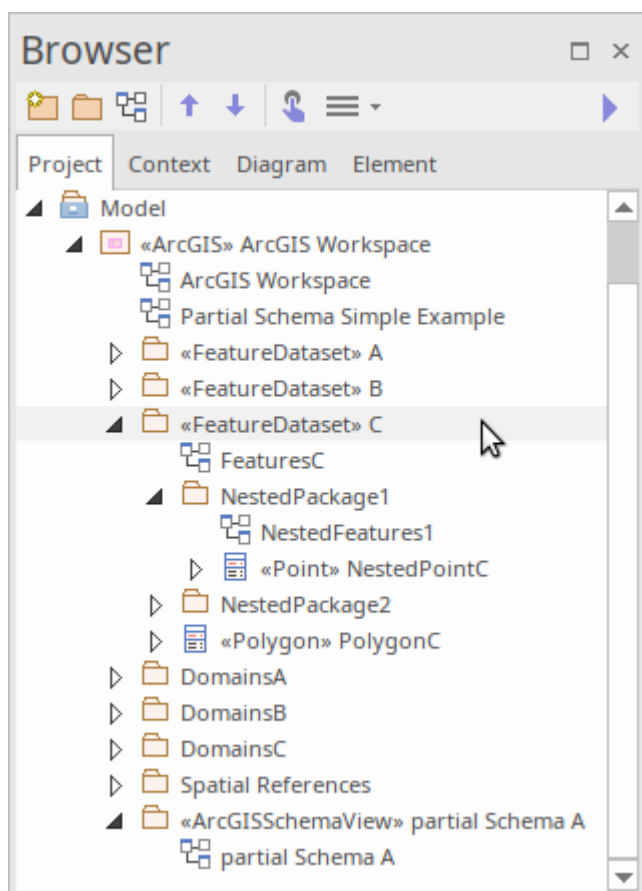 Browser
Project Context Diagram Element
Model
«ArcGIS» ArcGIS Workspace
ArcGIS Workspace
Partial Schema Simple Example
«FeatureDataset» A
«FeatureDataset» B
«FeatureDataset» C
FeaturesC
NestedPackage1
NestedFeatures1
«Point» NestedPointC
NestedPackage2
«Polygon» PolygonC
DomainsA
DomainsB
DomainsC
Spatial References
«ArcGISSchemaView» partial Schema A
partial Schema A